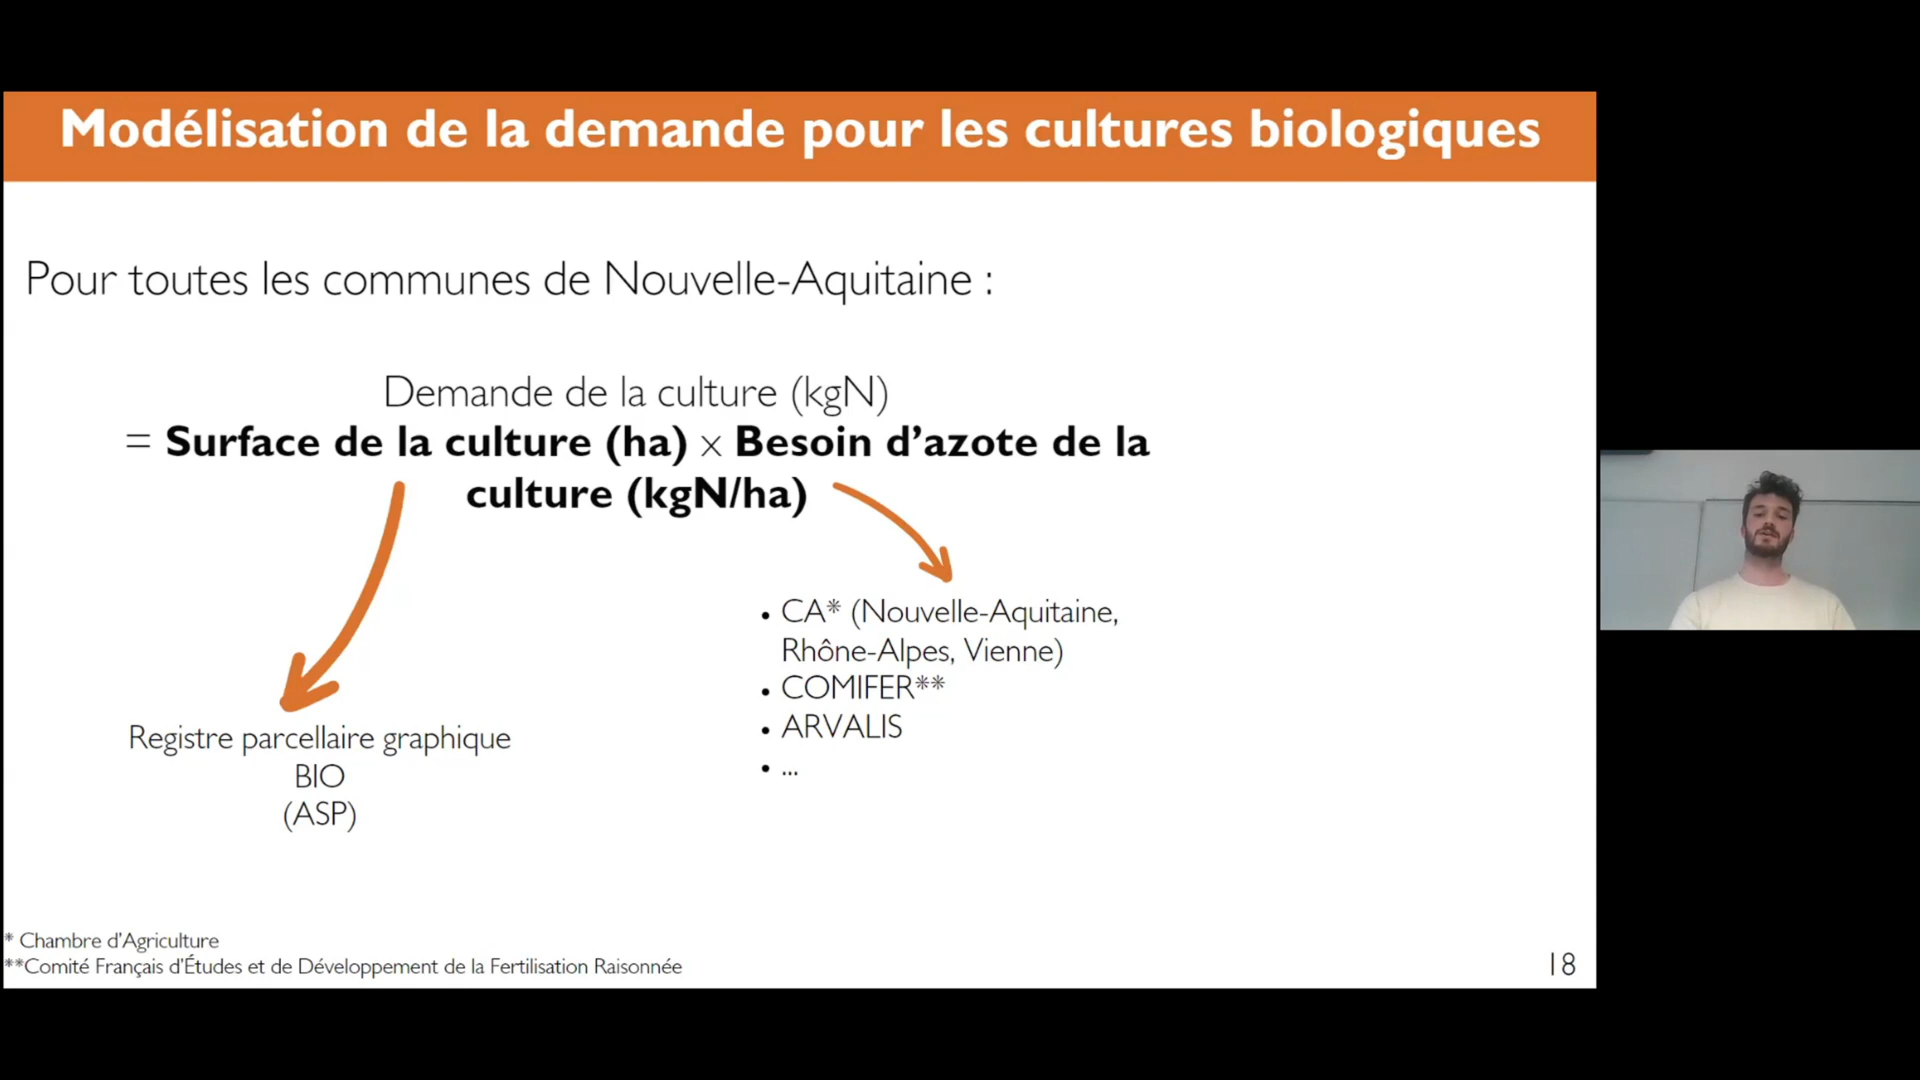 Modélisation de la demande pour les cultures biologiques
Pour toutes les communes de Nouvelle-Aquitaine :
Demande de la culture (kgN)
= Surface de la culture (ha) x Besoin d'azote de la
culture (kgN/ha)
Registre parcellaire graphique
BIO
(ASP)
• CA* (Nouvelle-Aquitaine,
Rhône-Alpes, Vienne)
• COMIFER**
• ARVALIS
• ...
* Chambre d'Agriculture
**Comité Français d'Études et de Développement de la Fertilisation Raisonnée
18